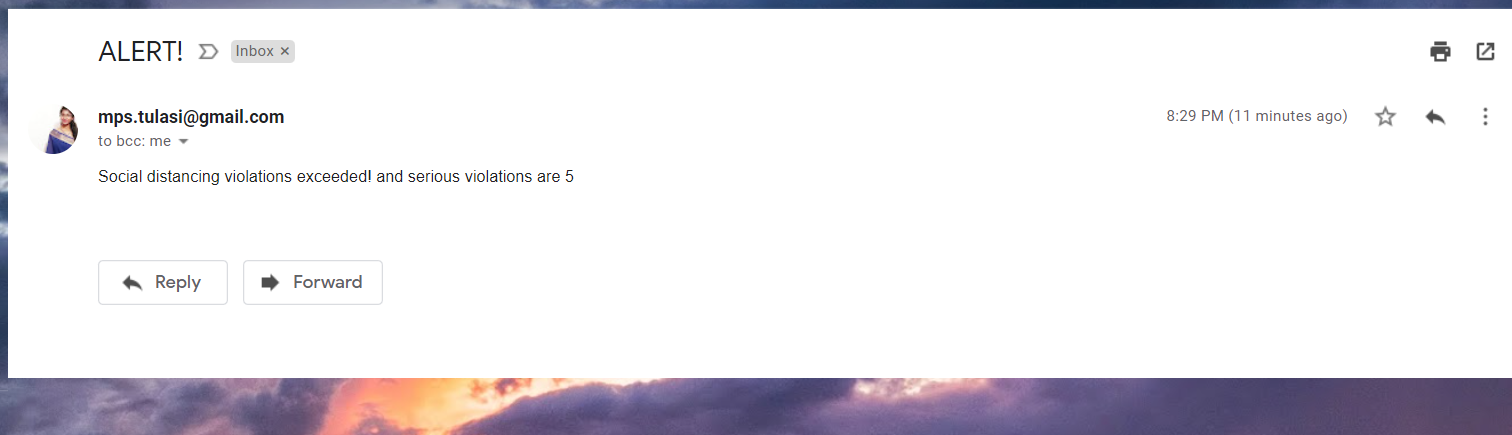 ALERT! Inbox ×
mps.tulasi@gmail.com 8:29 PM (11 minutes ago)
to bcc: me
Social distancing violations exceeded! and serious violations are 5
Reply Forward